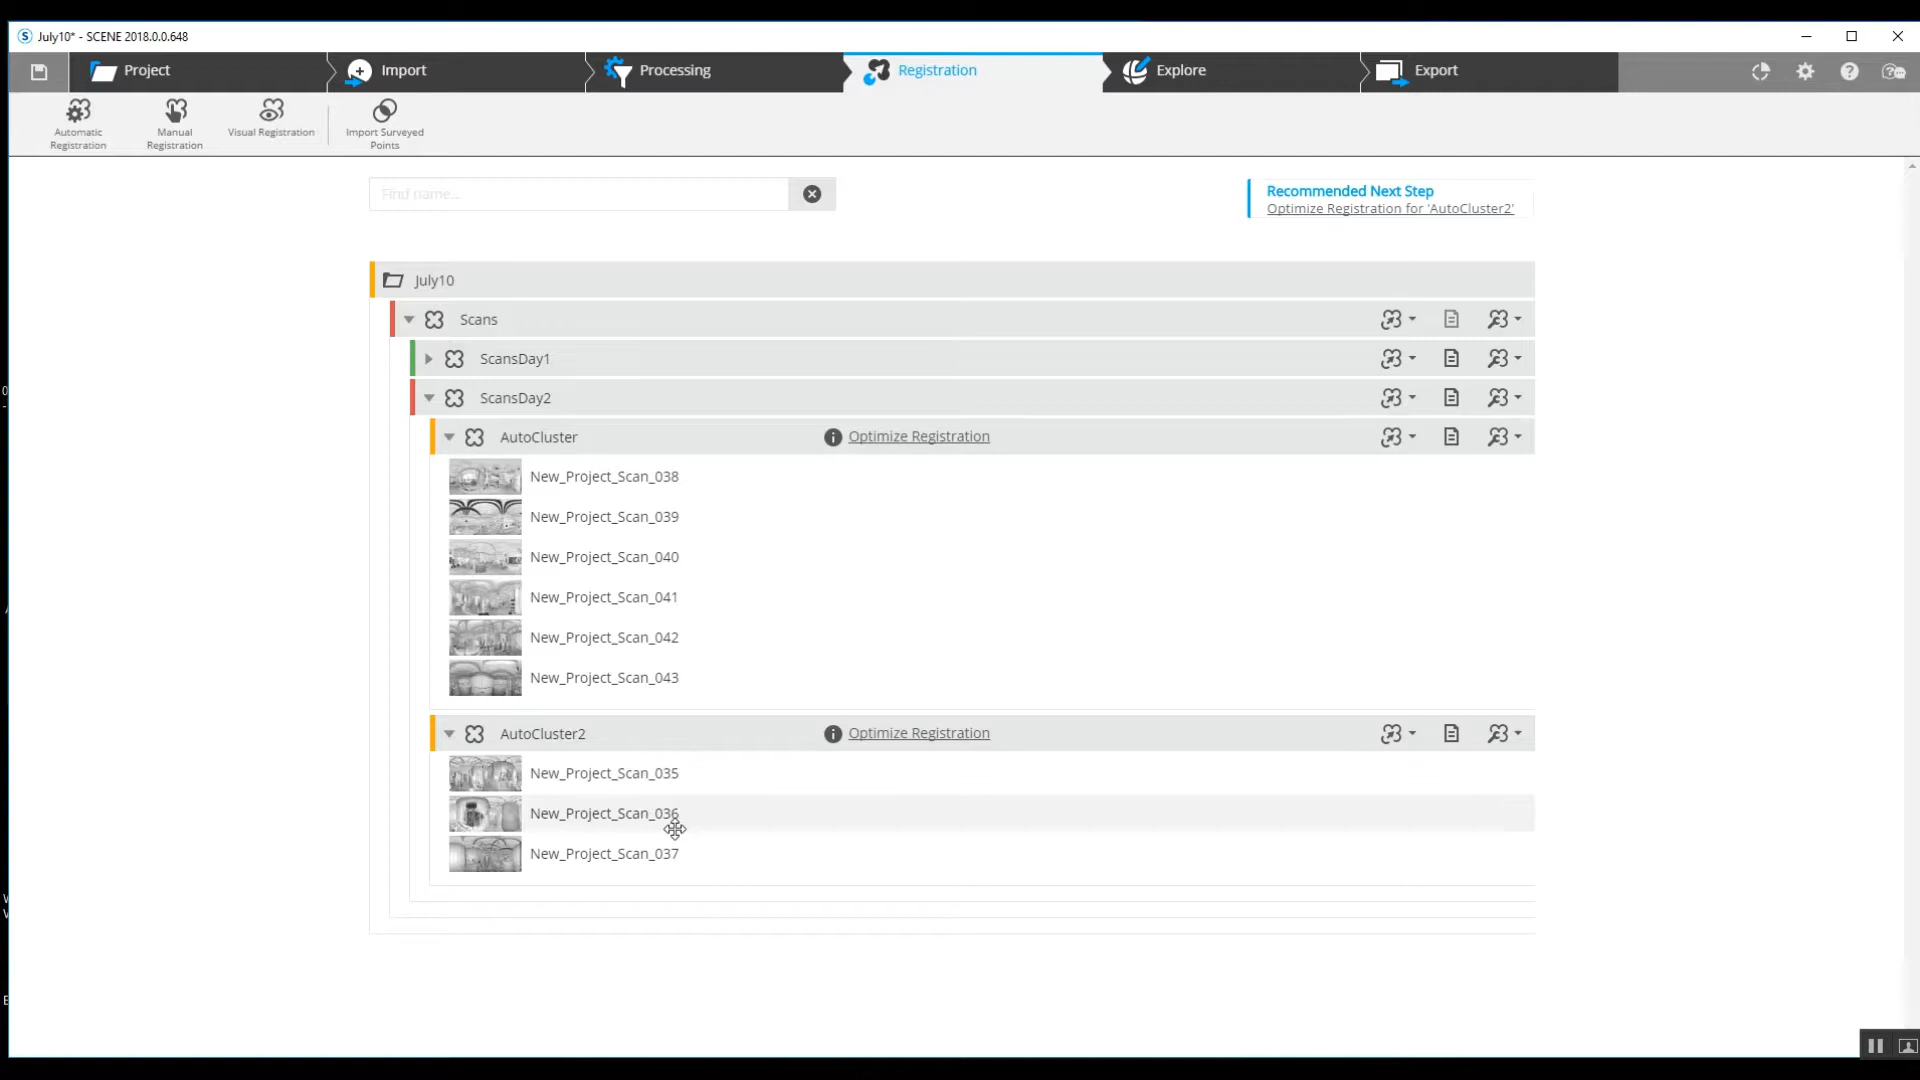 July10* - SCENE 2018.0.0.648
Project
Import
Processing
Registration
Explore
Export
Automatic Registration
Manual Registration
Visual Registration
Import Surveyed Points
Find name...
Recommended Next Step
Optimize Registration for 'AutoCluster2'
July10
Scans
ScansDay1
ScansDay2
AutoCluster
Optimize Registration
New_Project_Scan_038
New_Project_Scan_039
New_Project_Scan_040
New_Project_Scan_041
New_Project_Scan_042
New_Project_Scan_043
AutoCluster2
Optimize Registration
New_Project_Scan_035
New_Project_Scan_036
New_Project_Scan_037